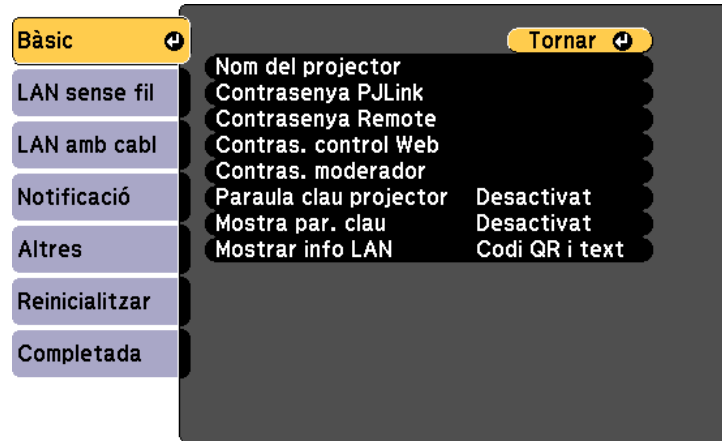 Bàsic
LAN sense fil
LAN amb cabl
Notificació
Altres
Reinicialitzar
Completada
Tornar
Nom del projector
Contrasenya PJLink
Contrasenya Remote
Contras. control Web
Contras. moderador
Paraula clau projector Desactivat
Mostra par. clau Desactivat
Mostrar info LAN Codi QR i text